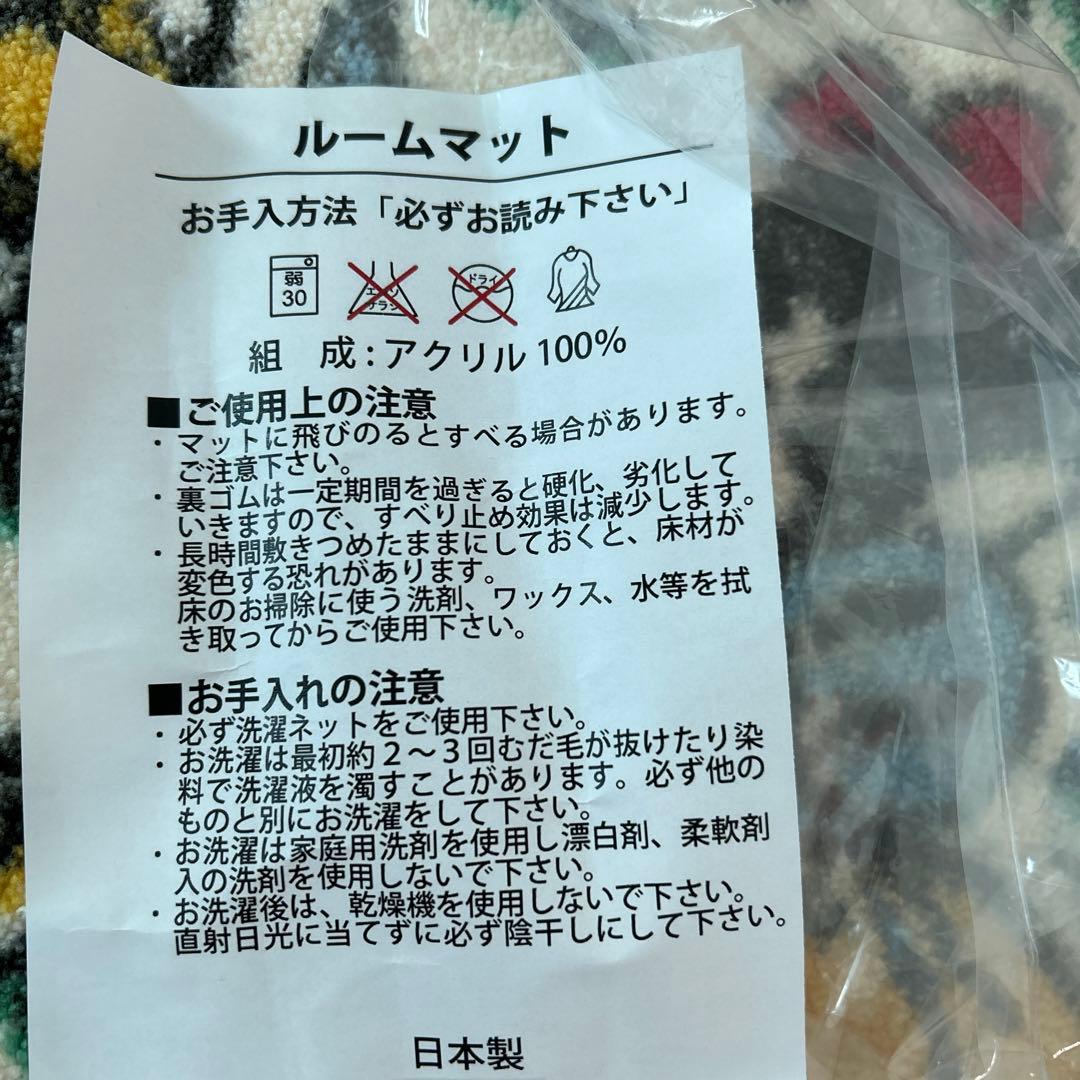 ルームマット
お手入方法「必ずお読み下さい」
弱
30
エンソ
サラシ
ドライ
組　成:アクリル100%
■ご使用上の注意
・マットに飛びのるとすべる場合があります。
ご注意下さい。
・裏ゴムは一定期間を過ぎると硬化、劣化して
いきますので、すべり止め効果は減少します。
・長時間敷きつめたままにしておくと、床材が
変色する恐れがあります。
床のお掃除に使う洗剤、ワックス、水等を拭
き取ってからご使用下さい。
■お手入れの注意
・必ず洗濯ネットをご使用下さい。
・お洗濯は最初約2～3回むだ毛が抜けたり染
料で洗濯液を濁すことがあります。必ず他の
ものと別にお洗濯をして下さい。
・お洗濯は家庭用洗剤を使用し漂白剤、柔軟剤
入の洗剤を使用しないで下さい。
・お洗濯後は、乾燥機を使用しないで下さい。
直射日光に当てずに必ず陰干しにして下さい。
日本製